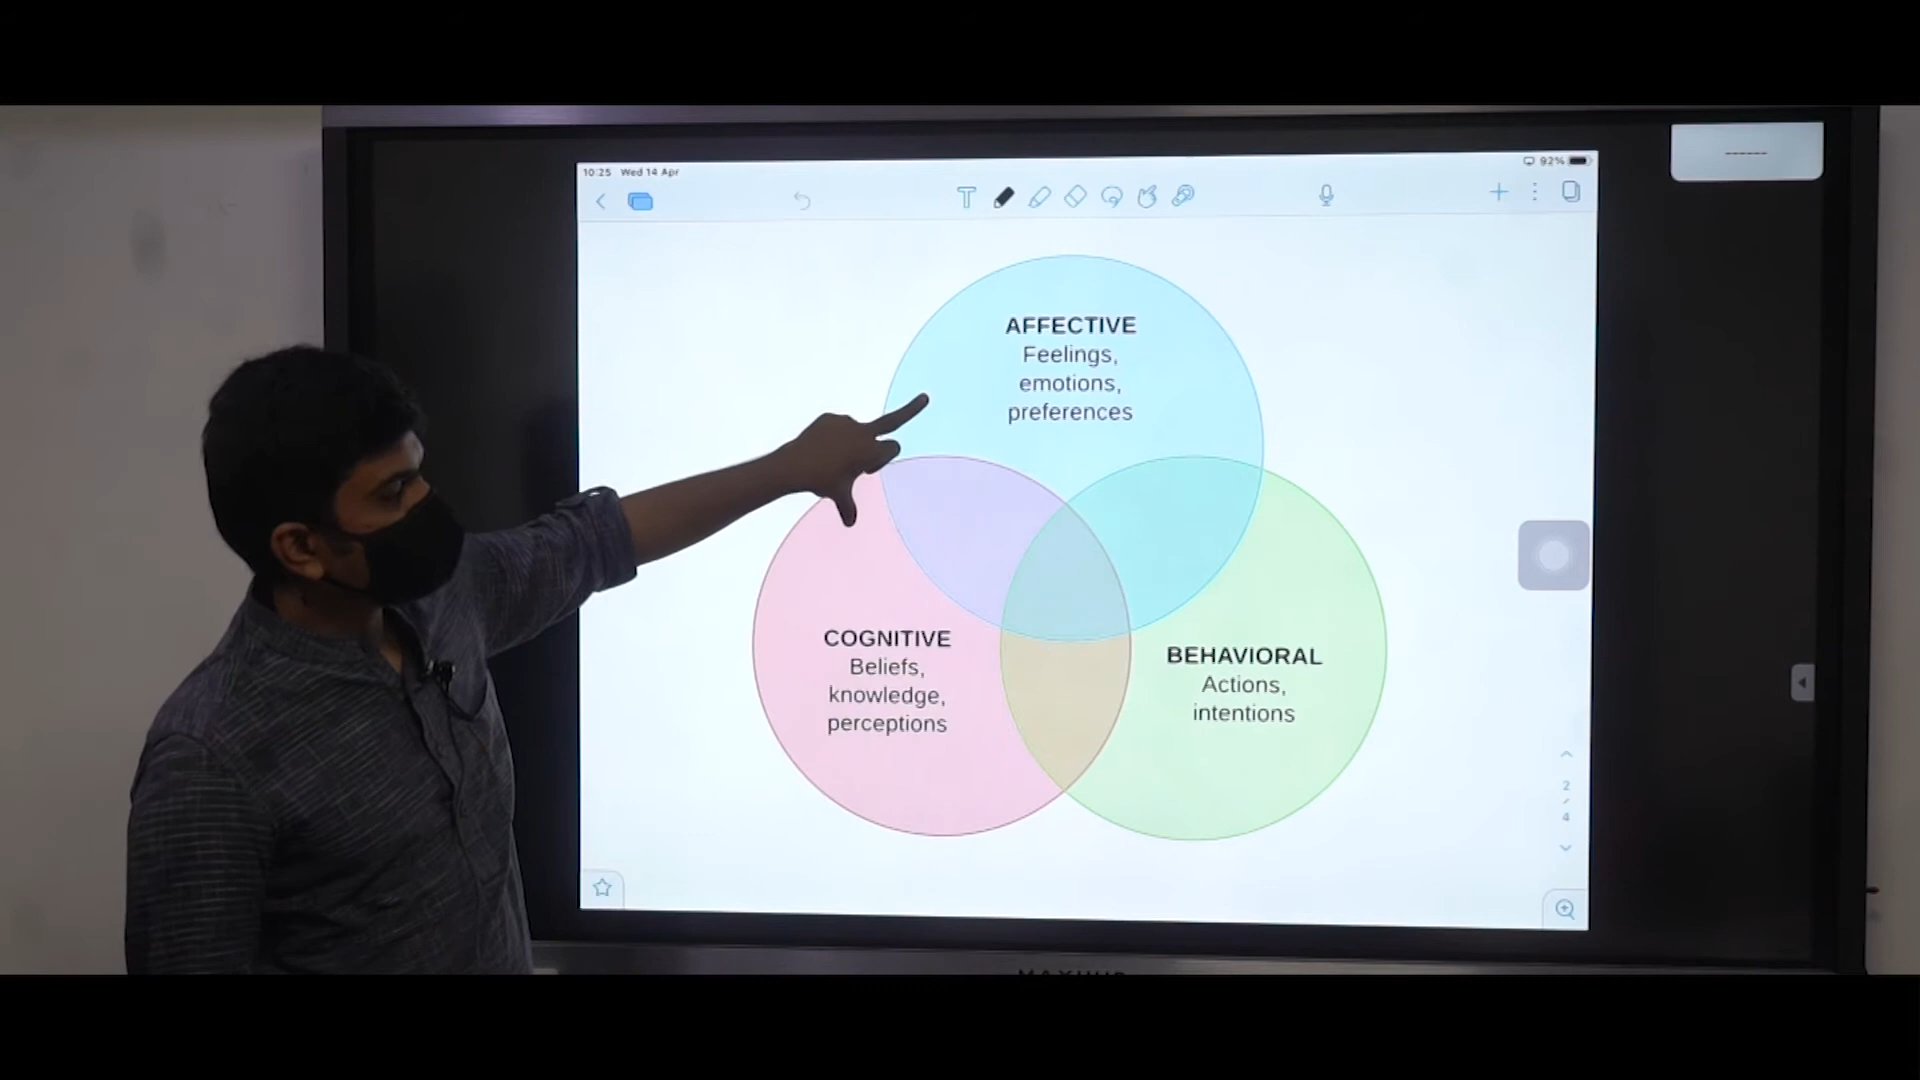 10:25 Wed 14 Apr
92%
AFFECTIVE
Feelings,
emotions,
preferences
COGNITIVE
Beliefs,
knowledge,
perceptions
BEHAVIORAL
Actions,
intentions
2
4